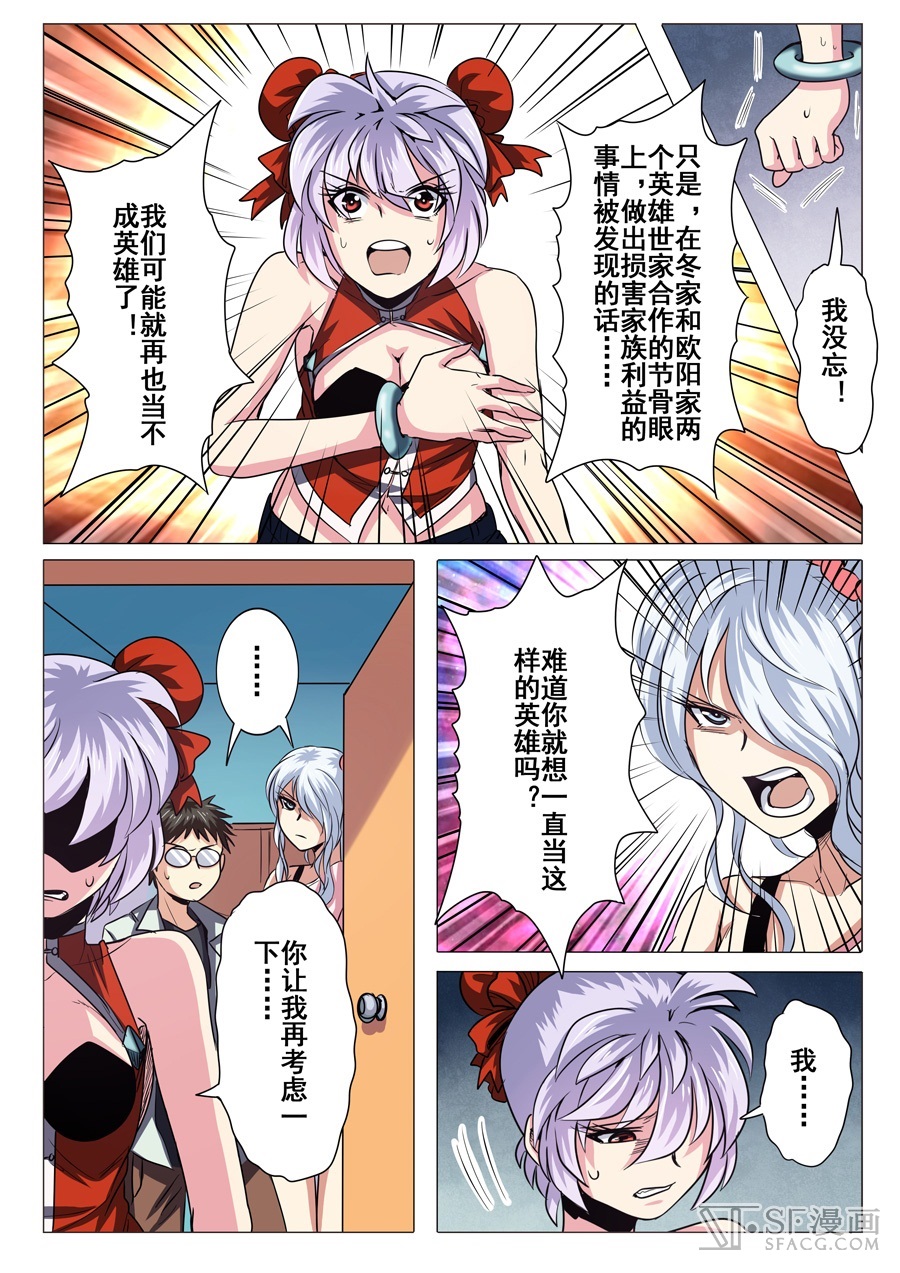 我没忘！
只是，在冬家和欧阳家两
个英雄世家合作的节骨眼
上，做出损害家族利益的
事情被发现的话……
我们可能就再也当不
成英雄了！
难道你就想一直当这
样的英雄吗？
我……
……
你让我再考虑一
下……
SF漫画
SFACG.COM